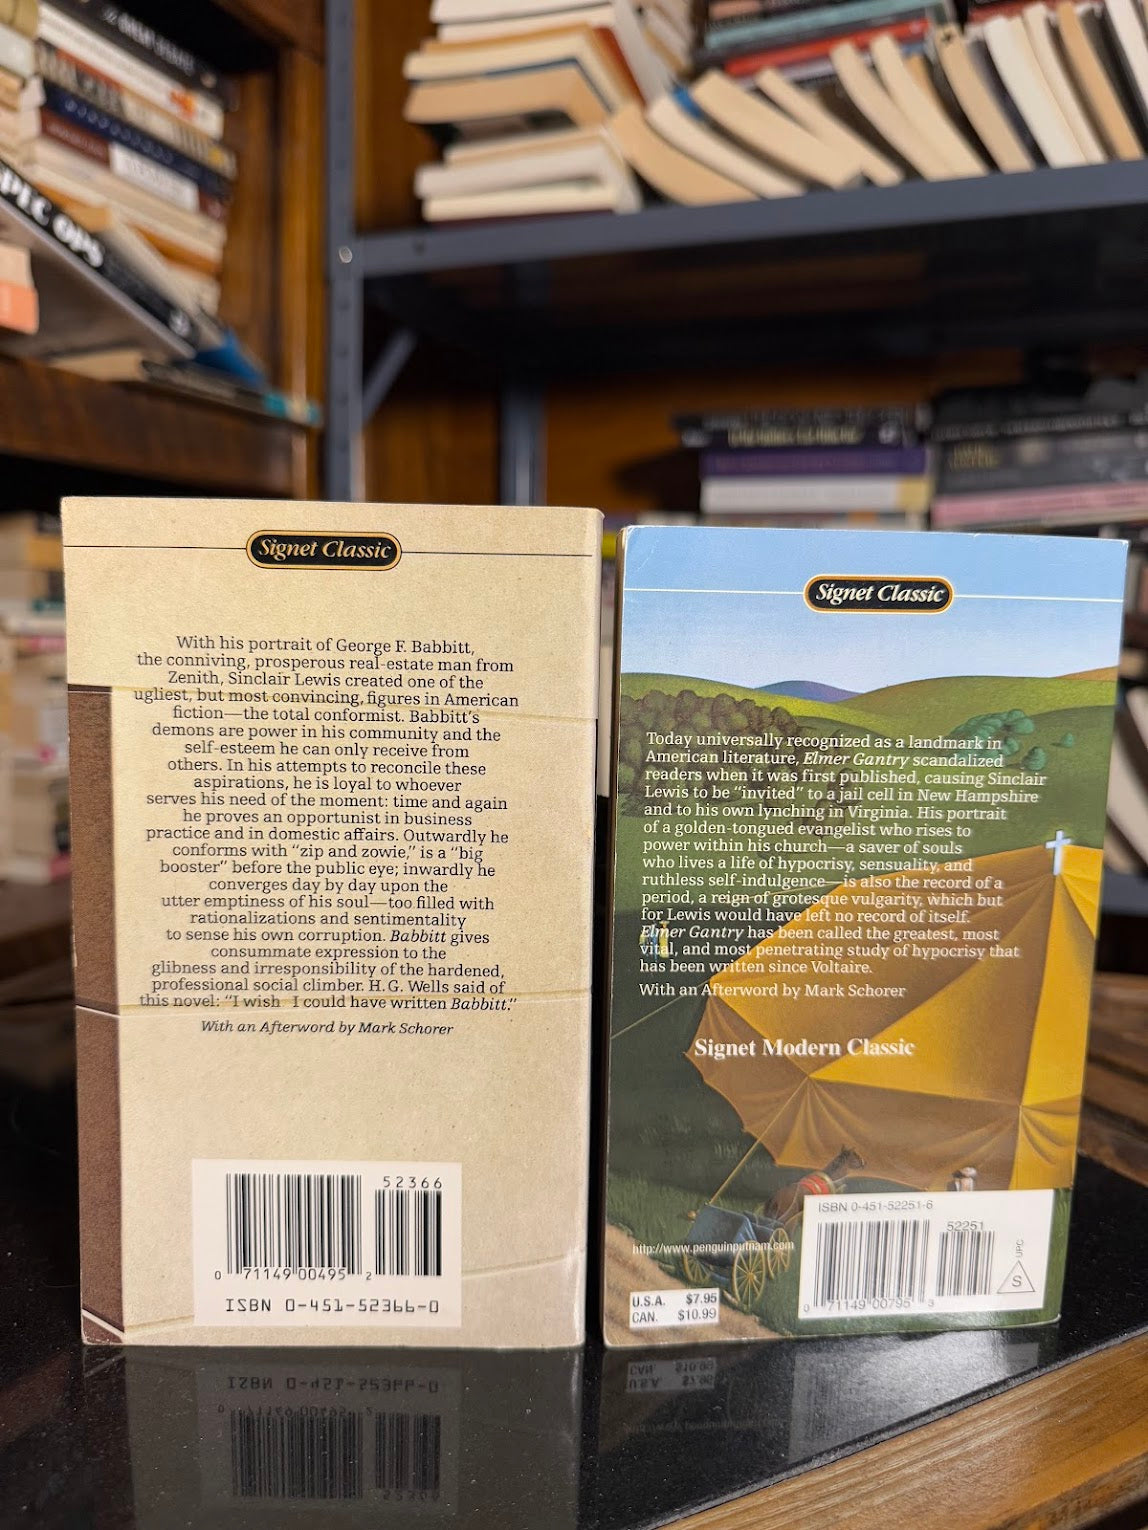 PEC OPS
Signet Classic
With his portrait of George F. Babbitt,
the conniving, prosperous real-estate man from
Zenith, Sinclair Lewis created one of the
ugliest, but most convincing, figures in American
fiction—the total conformist. Babbitt's
demons are power in his community and the
self-esteem he can only receive from
others. In his attempts to reconcile these
aspirations, he is loyal to whoever
serves his need of the moment: time and again
he proves an opportunist in business
practice and in domestic affairs. Outwardly he
conforms with “zip and zowie,” is a “big
booster” before the public eye; inwardly he
converges day by day upon the
utter emptiness of his soul—too filled with
rationalizations and sentimentality
to sense his own corruption. Babbitt gives
consummate expression to the
glibness and irresponsibility of the hardened,
professional social climber. H.G. Wells said of
this novel: “I wish I could have written Babbitt.”
With an Afterword by Mark Schorer
52366
0 71149 00495 2
ISBN 0-451-52366-0
Signet Classic
Today universally recognized as a landmark in
American literature, Elmer Gantry scandalized
readers when it was first published, causing Sinclair
Lewis to be “invited” to a jail cell in New Hampshire
and to his own lynching in Virginia. His portrait
of a golden-tongued evangelist who rises to
power within his church—a saver of souls
who lives a life of hypocrisy, sensuality, and
ruthless self-indulgence—is also the record of a
period, a reign of grotesque vulgarity, which but
for Lewis would have left no record of itself.
Elmer Gantry has been called the greatest, most
vital, and most penetrating study of hypocrisy that
has been written since Voltaire.
With an Afterword by Mark Schorer
Signet Modern Classic
http://www.penguinputnam.com
U.S.A. $7.95
CAN. $10.99
ISBN 0-451-52251-6
52251
0 71149 00795 3
UPC
S